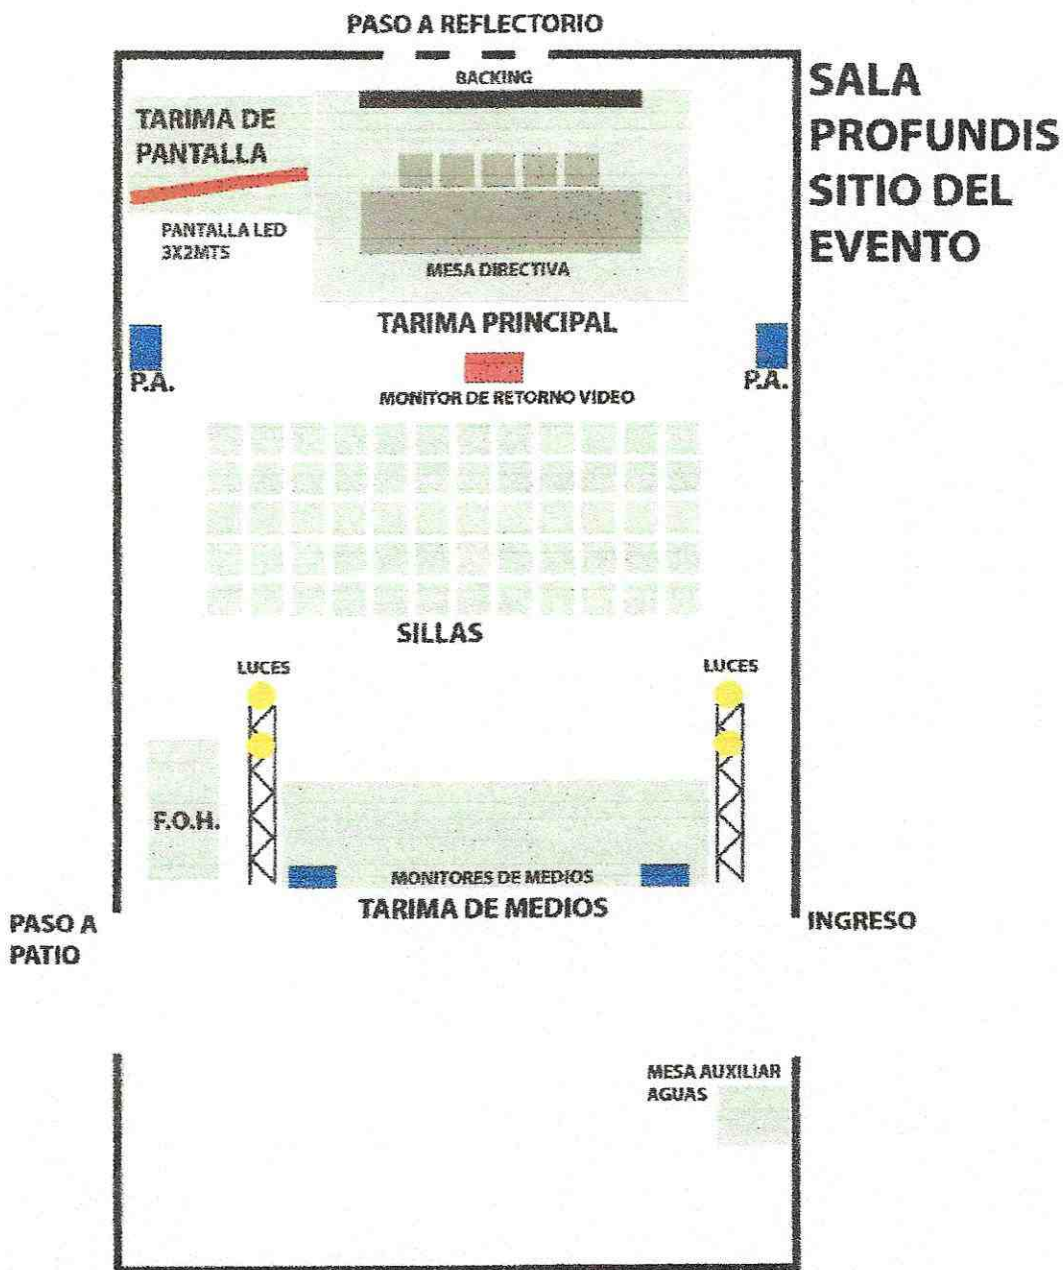 PASO A REFLECTORIO
BACKING
SALA
PROFUNDIS
SITIO DEL
EVENTO
TARIMA DE
PANTALLA
PANTALLA LED
3X2MTS
MESA DIRECTIVA
TARIMA PRINCIPAL
P.A.
P.A.
MONITOR DE RETORNO VIDEO
SILLAS
LUCES
LUCES
F.O.H.
MONITORES DE MEDIOS
TARIMA DE MEDIOS
PASO A
PATIO
INGRESO
MESA AUXILIAR
AGUAS